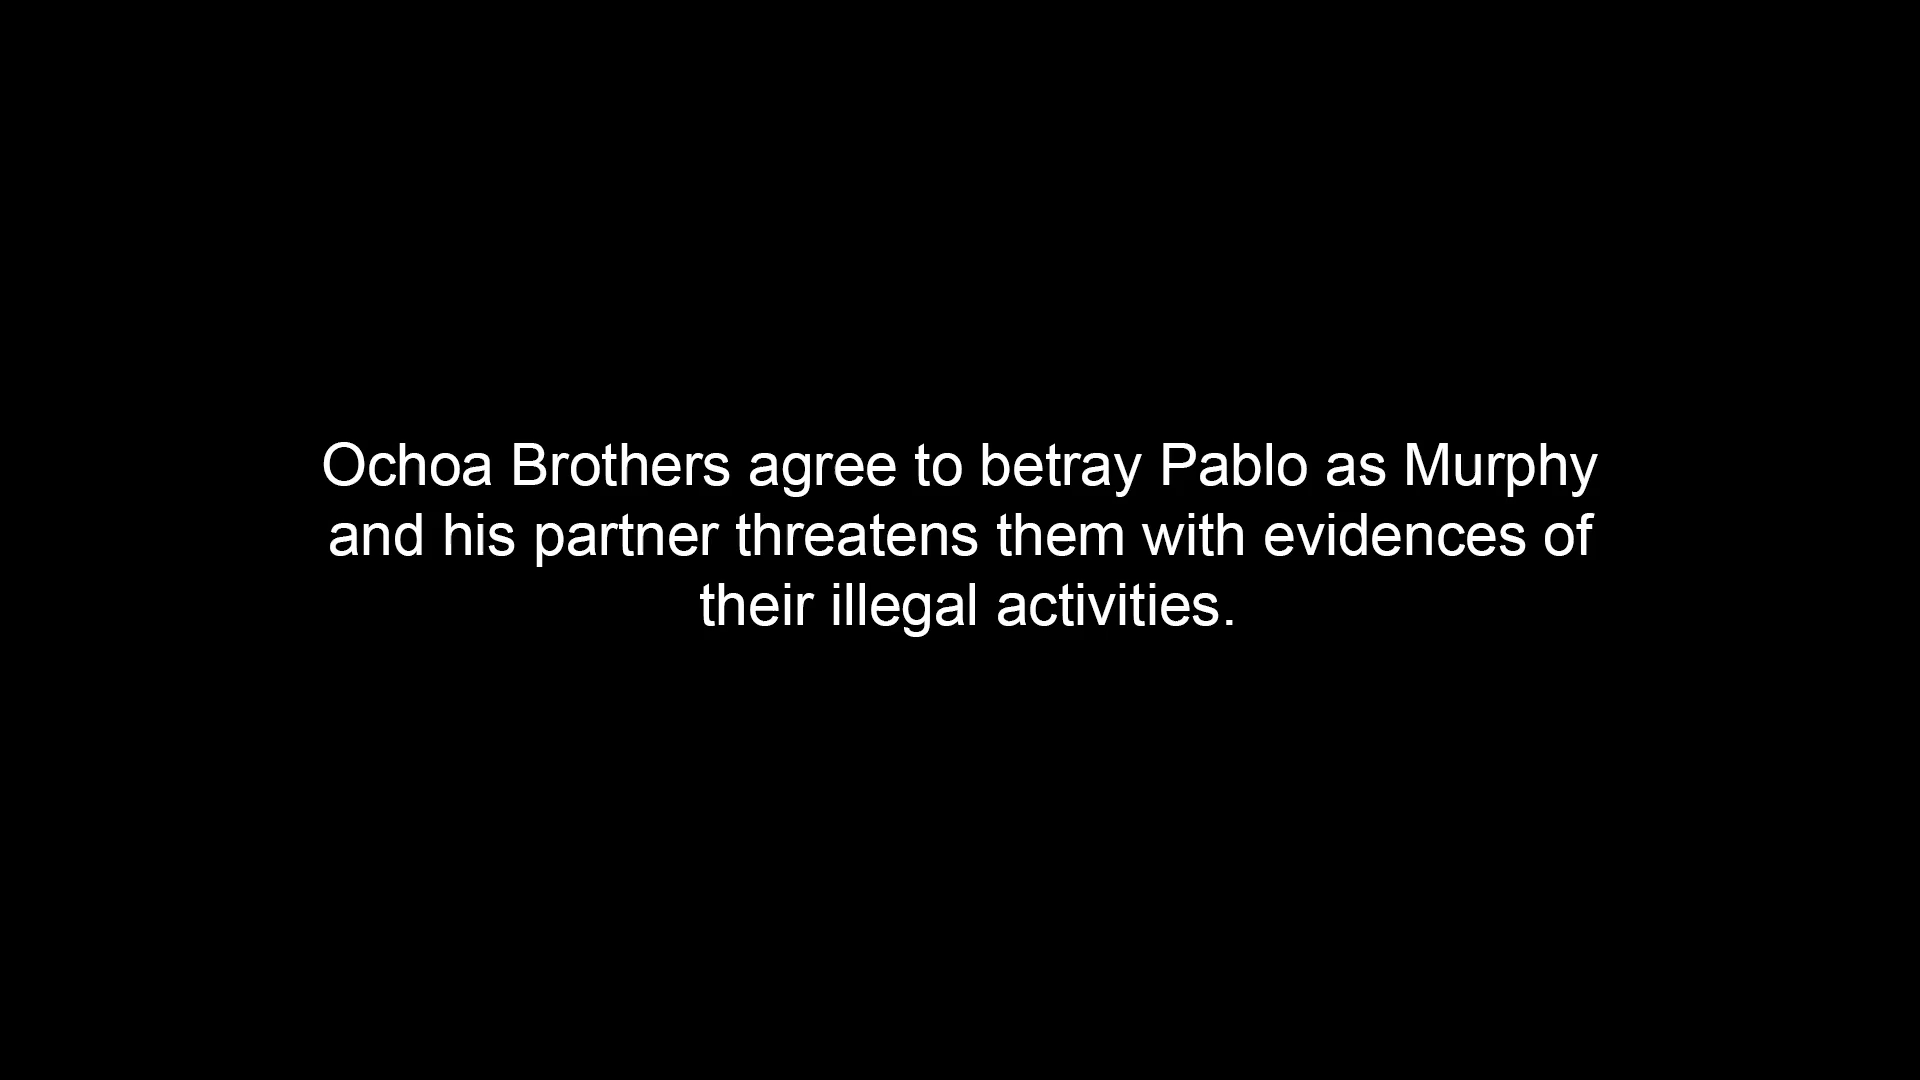 Ochoa Brothers agree to betray Pablo as Murphy
and his partner threatens them with evidences of
their illegal activities.